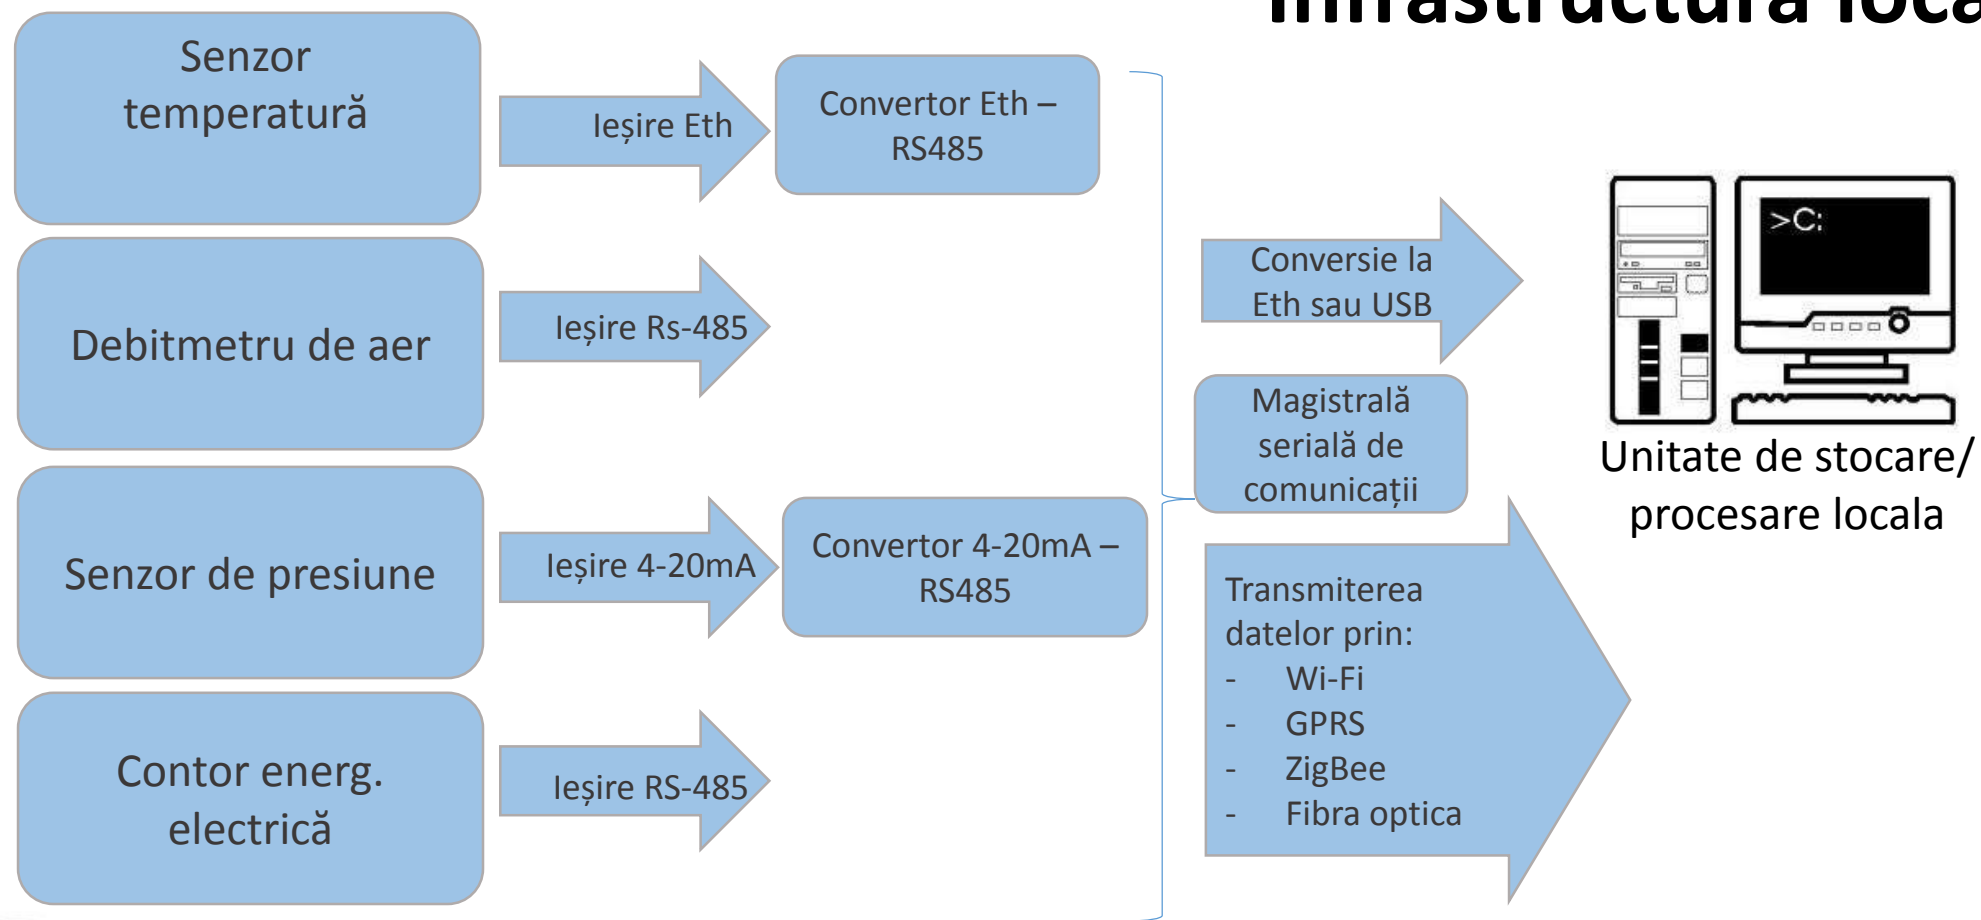 Infrastructura loca
Senzor
temperatură
Ieșire Eth
Convertor Eth –
RS485
Debitmetru de aer
Ieșire Rs-485
Senzor de presiune
Ieșire 4-20mA
Convertor 4-20mA –
RS485
Contor energ.
electrică
Ieșire RS-485
Conversie la
Eth sau USB
Magistrală
serială de
comunicații
Transmiterea
datelor prin:
- Wi-Fi
- GPRS
- ZigBee
- Fibra optica
>C:
Unitate de stocare/
procesare locala